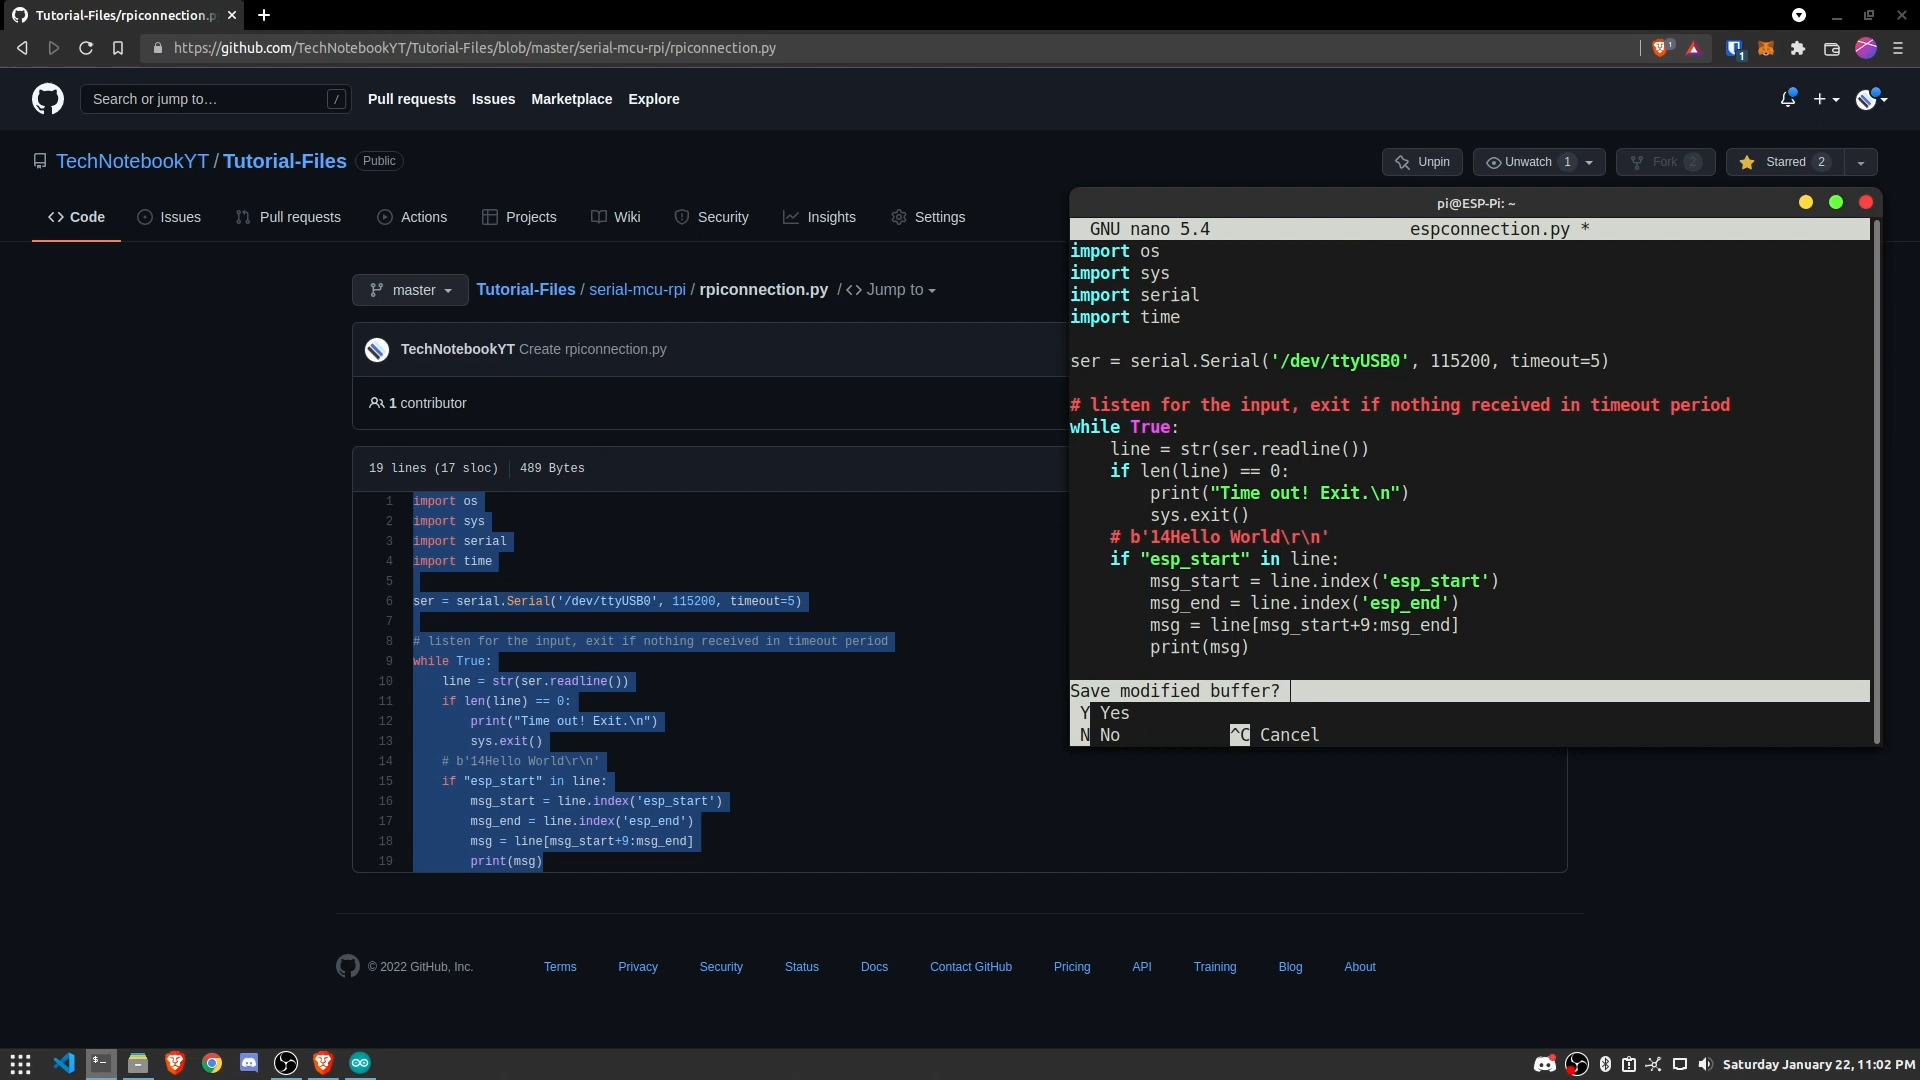 Tutorial-Files/rpiconnection.p
https://github.com/TechNotebookYT/Tutorial-Files/blob/master/serial-mcu-rpi/rpiconnection.py
1
1
Search or jump to…
/
Pull requests
Issues
Marketplace
Explore
TechNotebookYT / Tutorial-Files
Public
Unpin
Unwatch 1
Fork 2
Starred 2
Code
Issues
Pull requests
Actions
Projects
Wiki
Security
Insights
Settings
master
Tutorial-Files / serial-mcu-rpi / rpiconnection.py / <> Jump to
TechNotebookYT Create rpiconnection.py
1 contributor
19 lines (17 sloc) 489 Bytes
1 import os
2 import sys
3 import serial
4 import time
5
6 ser = serial.Serial('/dev/ttyUSB0', 115200, timeout=5)
7
8 # listen for the input, exit if nothing received in timeout period
9 while True:
10     line = str(ser.readline())
11     if len(line) == 0:
12         print("Time out! Exit.\n")
13         sys.exit()
14     # b'14Hello World\r\n'
15     if "esp_start" in line:
16         msg_start = line.index('esp_start')
17         msg_end = line.index('esp_end')
18         msg = line[msg_start+9:msg_end]
19         print(msg)
pi@ESP-Pi: ~
GNU nano 5.4 espconnection.py *
import os
import sys
import serial
import time
ser = serial.Serial('/dev/ttyUSB0', 115200, timeout=5)
# listen for the input, exit if nothing received in timeout period
while True:
    line = str(ser.readline())
    if len(line) == 0:
        print("Time out! Exit.\n")
        sys.exit()
    # b'14Hello World\r\n'
    if "esp_start" in line:
        msg_start = line.index('esp_start')
        msg_end = line.index('esp_end')
        msg = line[msg_start+9:msg_end]
        print(msg)
Save modified buffer?
Y Yes
N No ^C Cancel
© 2022 GitHub, Inc.
Terms
Privacy
Security
Status
Docs
Contact GitHub
Pricing
API
Training
Blog
About
Saturday January 22, 11:02 PM